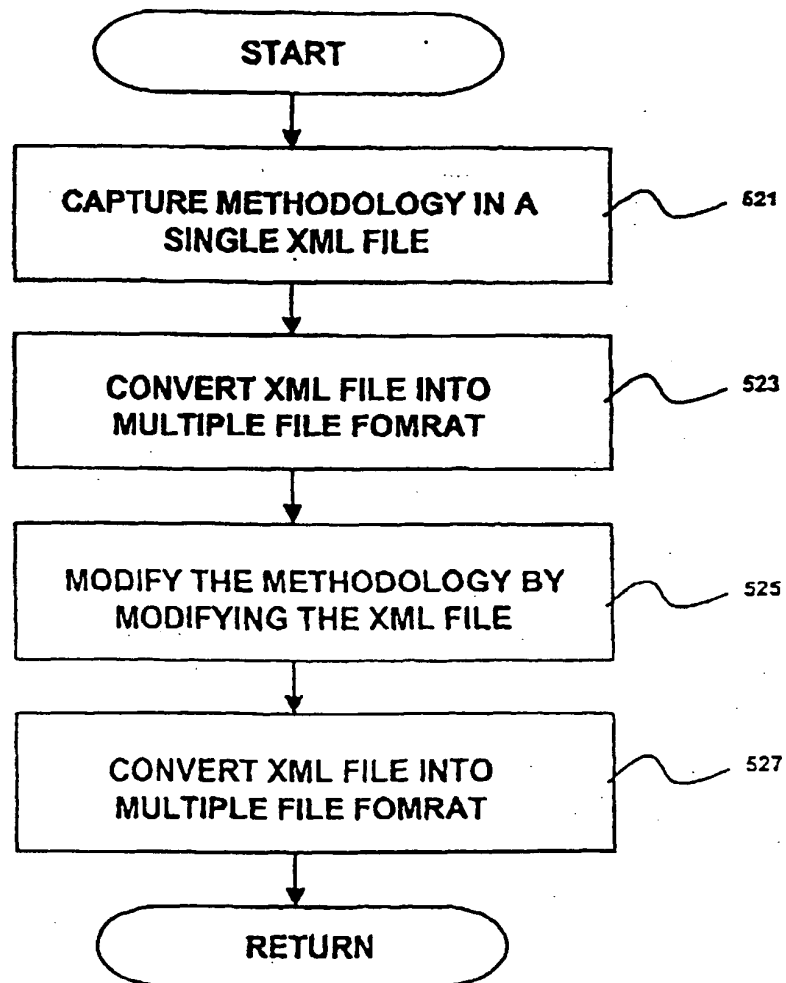 START
CAPTURE METHODOLOGY IN A
SINGLE XML FILE
521
CONVERT XML FILE INTO
MULTIPLE FILE FOMRAT
523
MODIFY THE METHODOLOGY BY
MODIFYING THE XML FILE
525
CONVERT XML FILE INTO
MULTIPLE FILE FOMRAT
527
RETURN